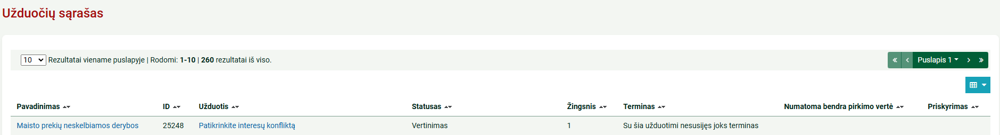 Užduočių sąrašas
10 Rezultatai viename puslapyje | Rodomi: 1-10 | 260 rezultatai iš viso.
« ‹ Puslapis 1 › »
Pavadinimas ID Užduotis Statusas Žingsnis Terminas Numatoma bendra pirkimo vertė Priskyrimas
Maisto prekių neskelbiamos derybos 25248 Patikrinkite interesų konfliktą Vertinimas 1 Su šia užduotimi nesusijęs joks terminas